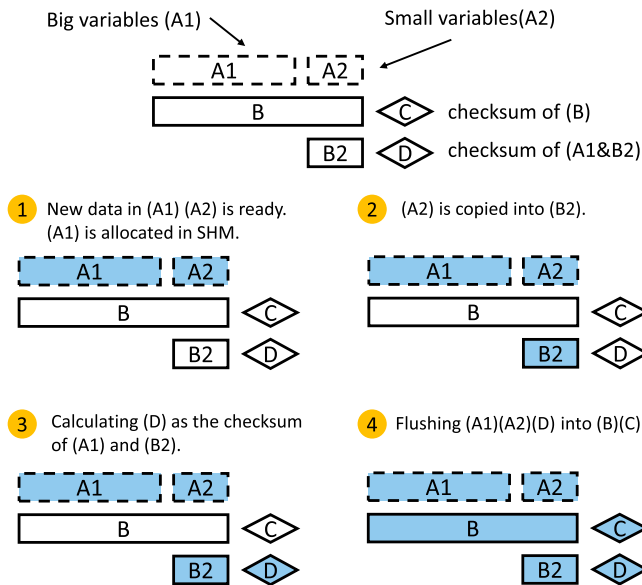 Big variables (A1)
Small variables(A2)
A1 A2
B C checksum of (B)
B2 D checksum of (A1&B2)
1 New data in (A1) (A2) is ready.
(A1) is allocated in SHM.
A1 A2
B C
B2 D
2 (A2) is copied into (B2).
A1 A2
B C
B2 D
3 Calculating (D) as the checksum
of (A1) and (B2).
A1 A2
B C
B2 D
4 Flushing (A1)(A2)(D) into (B)(C)
A1 A2
B C
B2 D